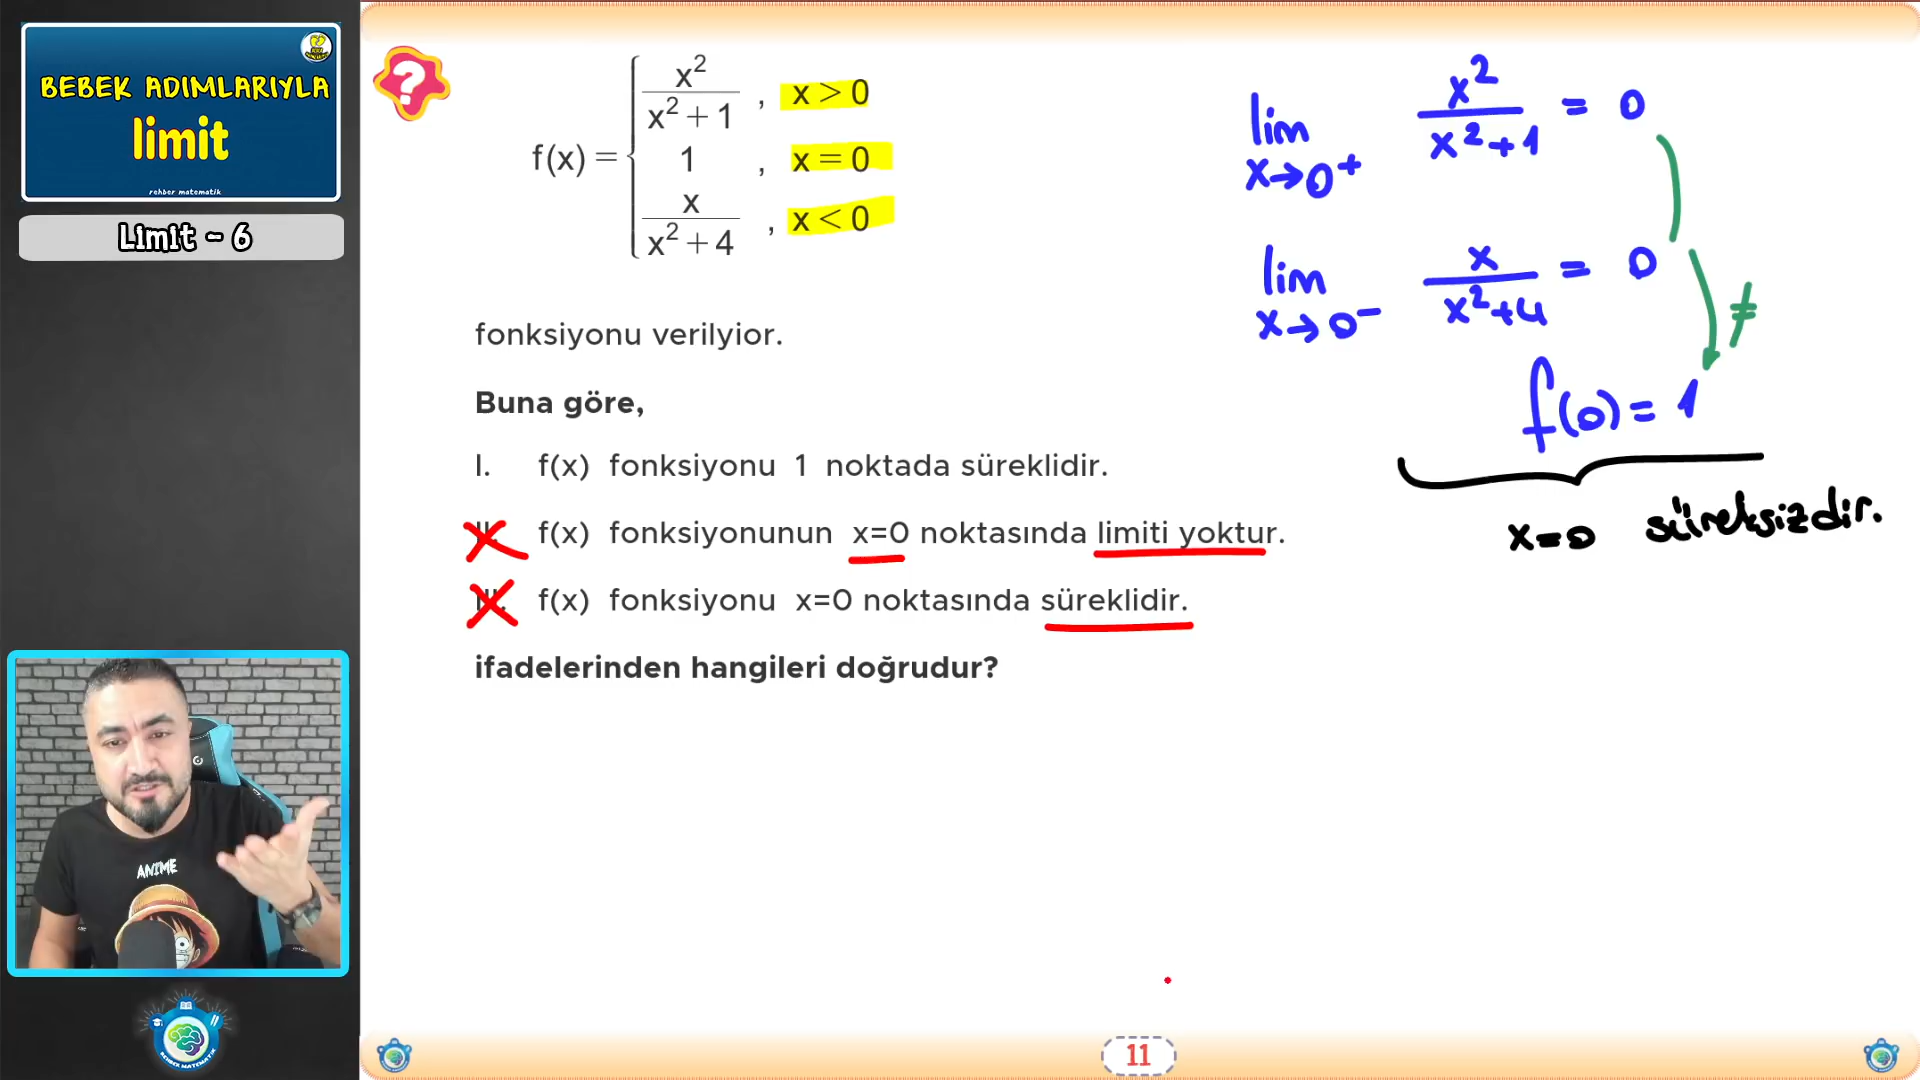 BEBEK ADIMLARIYLA
limit
rehber matematik
Limit - 6
f(x) = { x² / x² + 1 , x > 0
1 , x = 0
x / x² + 4 , x < 0
fonksiyonu verilyior.
Buna göre,
I. f(x) fonksiyonu 1 noktada süreklidir.
II. f(x) fonksiyonunun x=0 noktasında limiti yoktur.
III. f(x) fonksiyonu x=0 noktasında süreklidir.
ifadelerinden hangileri doğrudur?
lim x→0⁺ x² / x²+1 = 0
lim x→0⁻ x / x²+4 = 0
≠
f(0) = 1
x=0 süreksizdir.
ANIME
REHBER MATEMATİK
11